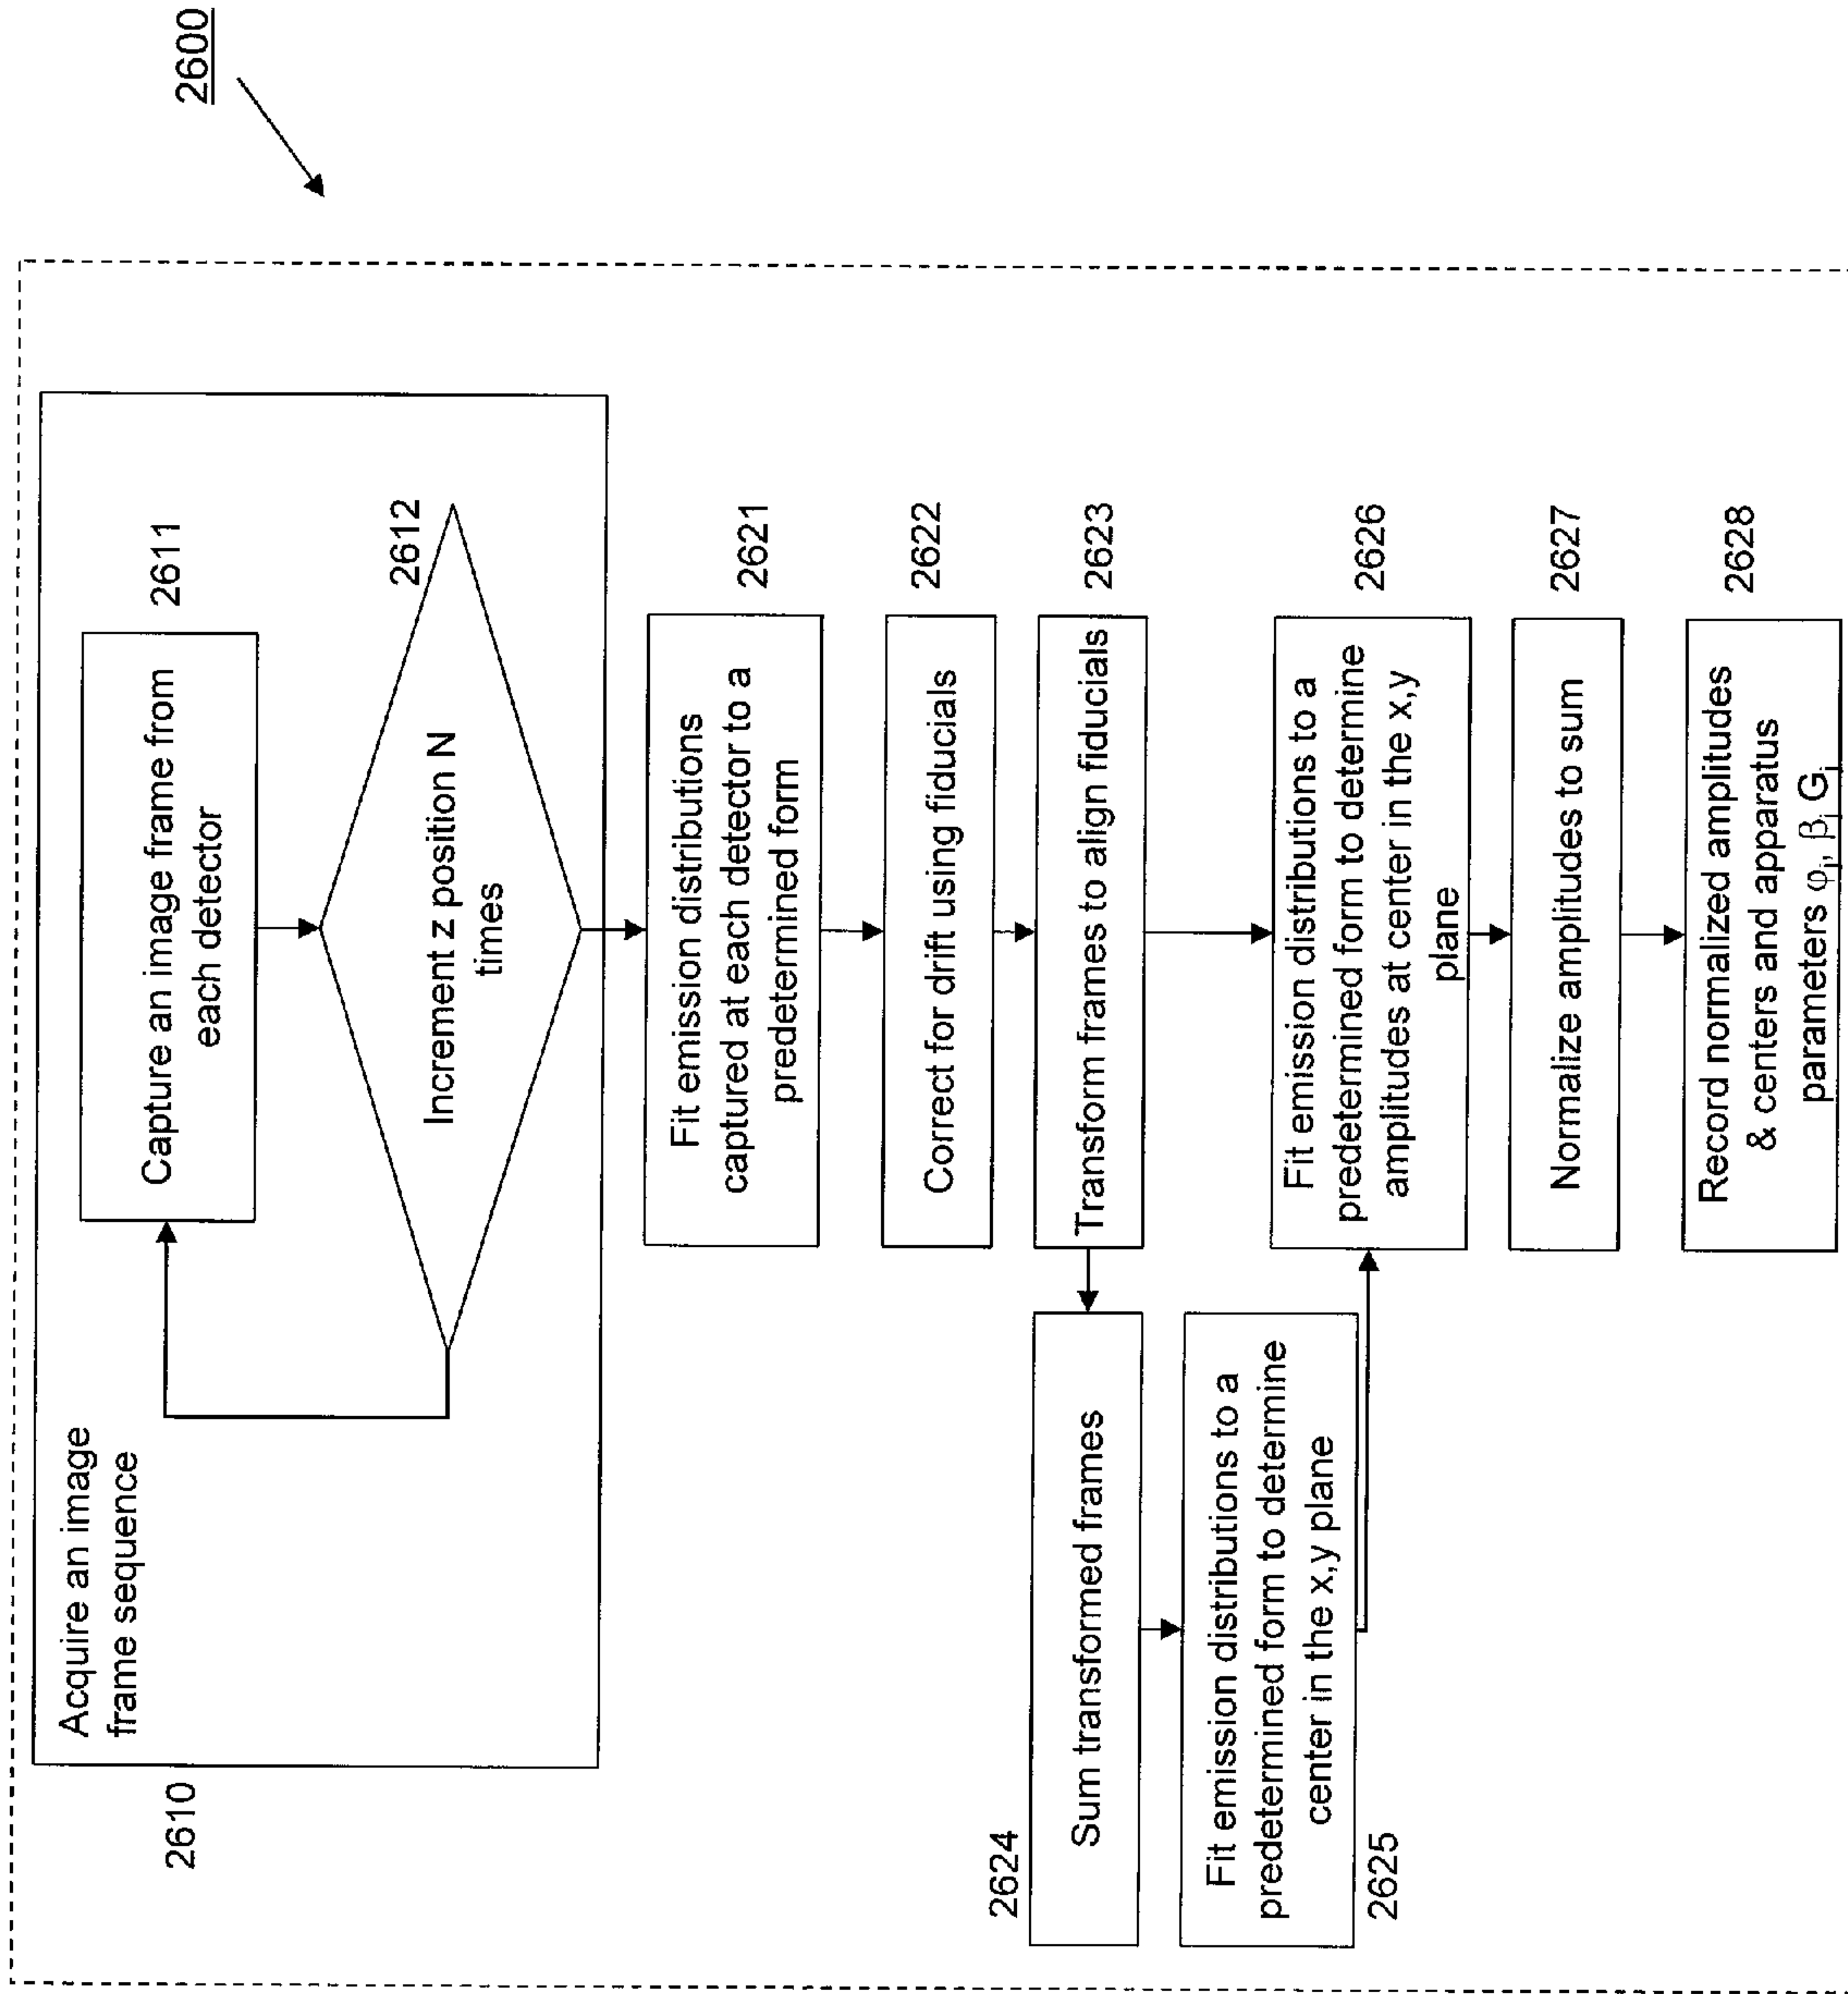 2600
Acquire an image
frame sequence
2610
Capture an image frame from
each detector
2611
Increment z position N
times
2612
Fit emission distributions
captured at each detector to a
predetermined form
2621
Correct for drift using fiducials
2622
Transform frames to align fiducials
2623
2624
Sum transformed frames
Fit emission distributions to a
predetermined form to determine
center in the x,y plane
2625
Fit emission distributions to a
predetermined form to determine
amplitudes at center in the x,y
plane
2626
Normalize amplitudes to sum
2627
Record normalized amplitudes
& centers and apparatus
parameters φj, βj Gj
2628